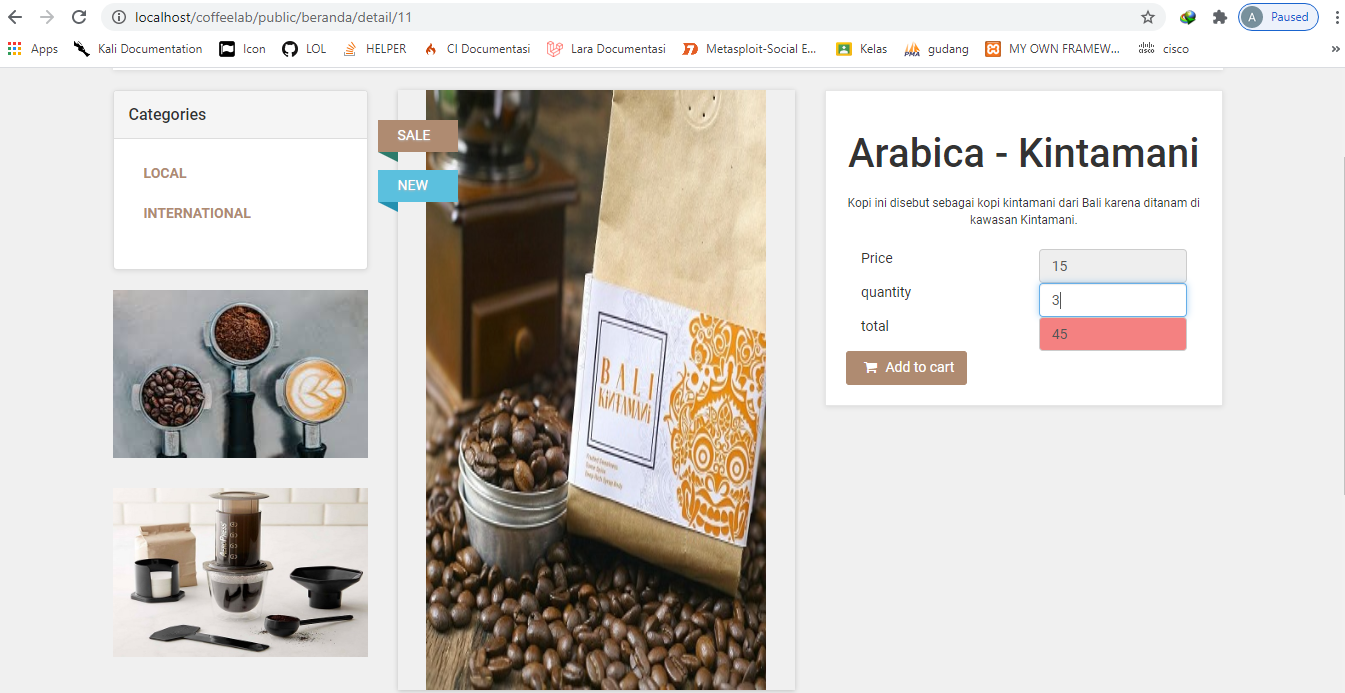 localhost/coffeelab/public/beranda/detail/11
A Paused
Apps Kali Documentation Icon LOL HELPER CI Documentasi Lara Documentasi Metasploit-Social E... Kelas gudang MY OWN FRAMEW... cisco »
Categories
LOCAL
INTERNATIONAL
SALE
NEW
BALI
KINTAMANI
Arabica - Kintamani
Kopi ini disebut sebagai kopi kintamani dari Bali karena ditanam di
kawasan Kintamani.
Price 15
quantity 3
total 45
Add to cart